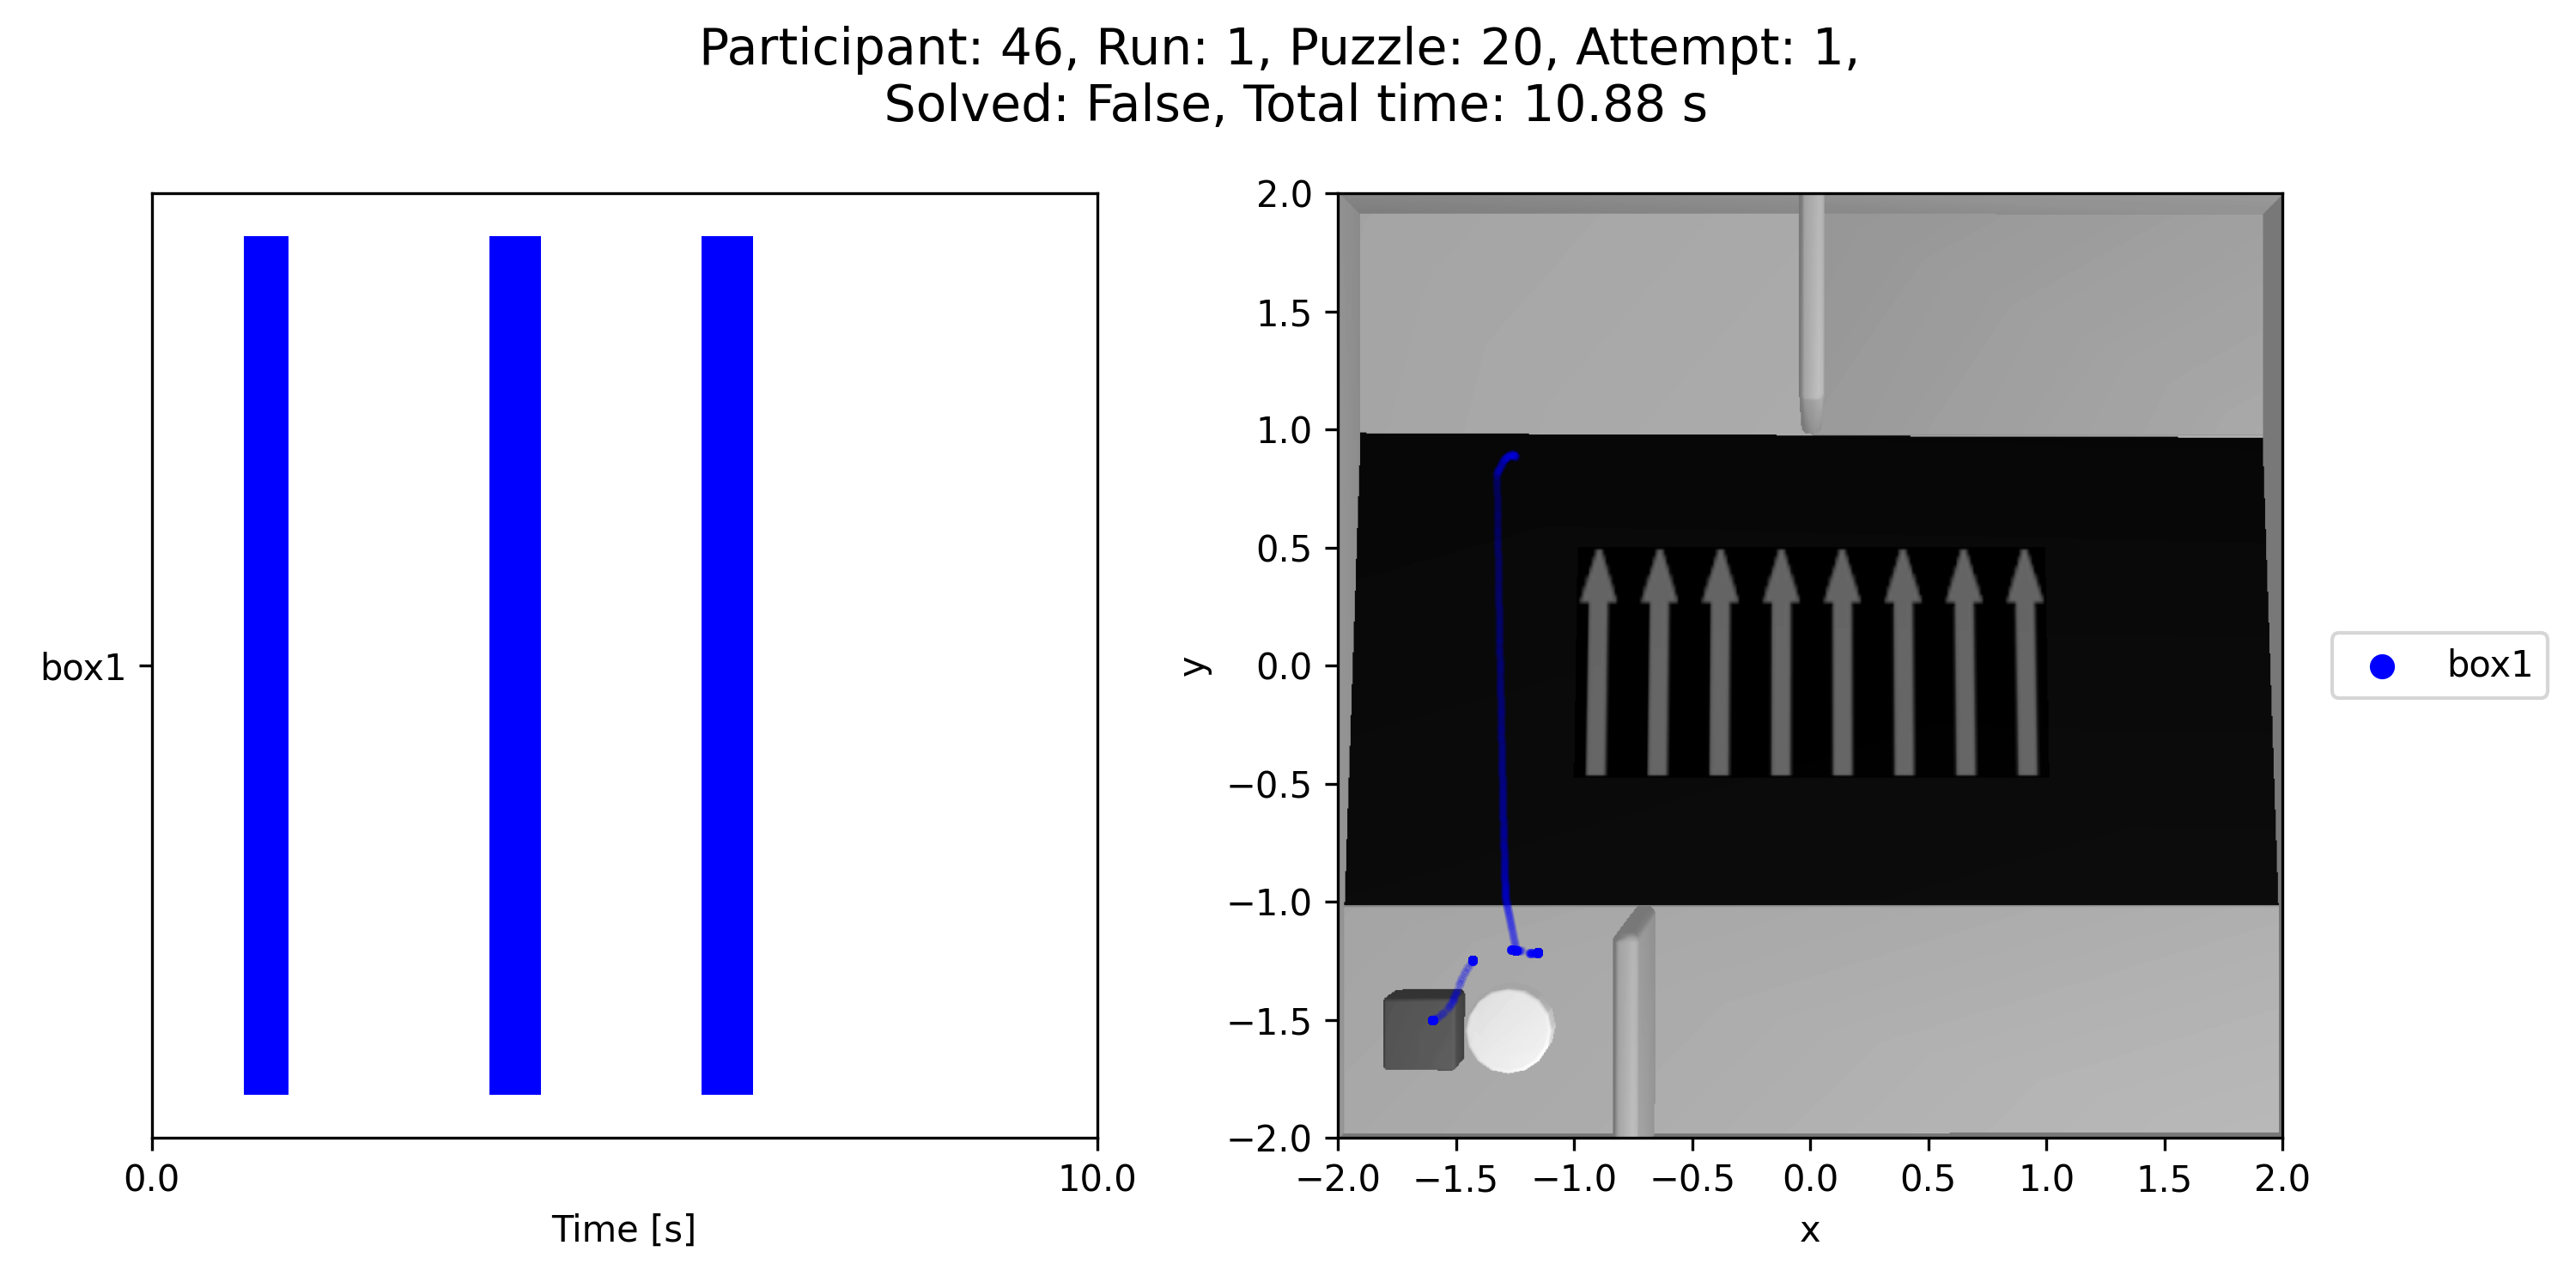 Participant: 46, Run: 1, Puzzle: 20, Attempt: 1,
Solved: False, Total time: 10.88 s
box1
0.0
10.0
Time [s]
2.0
1.5
1.0
0.5
0.0
−0.5
−1.0
−1.5
−2.0
y
−2.0
−1.5
−1.0
−0.5
0.0
0.5
1.0
1.5
2.0
x
box1